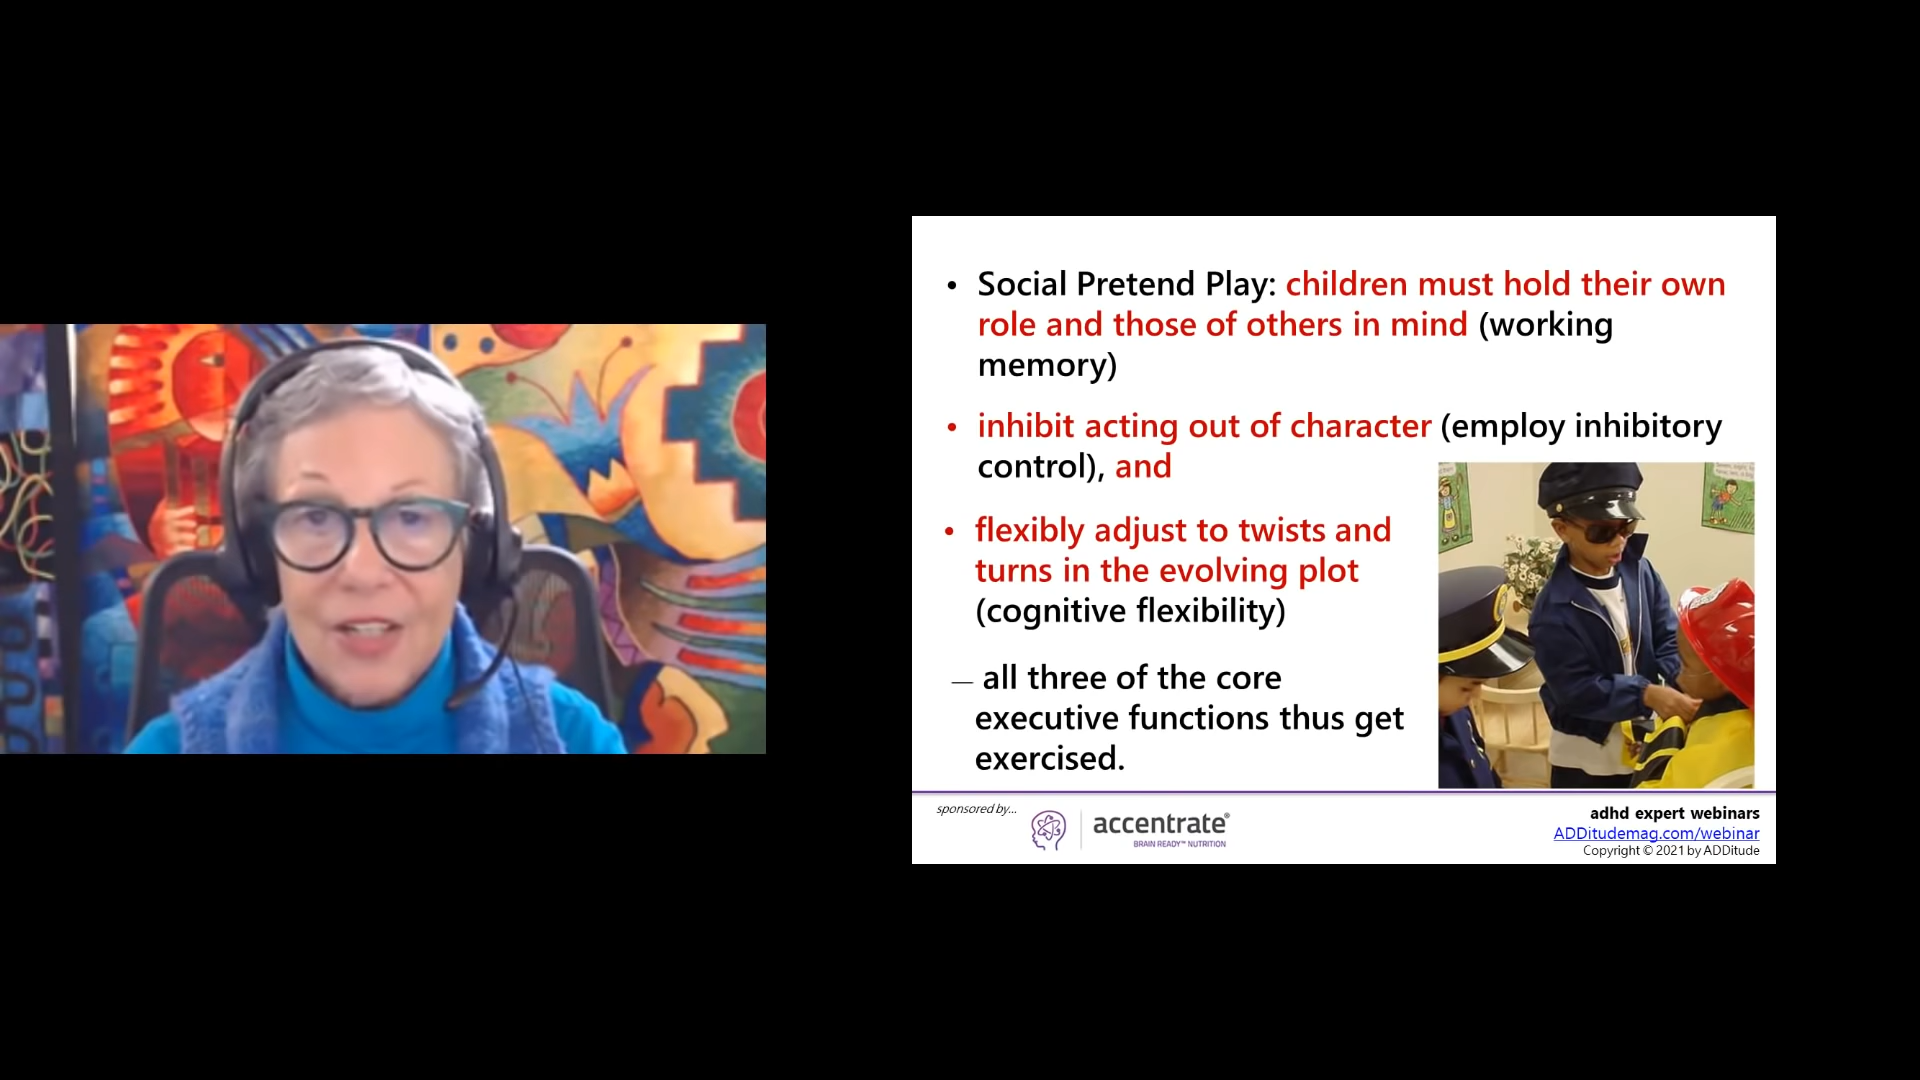 • Social Pretend Play: children must hold their own
role and those of others in mind (working
memory)
• inhibit acting out of character (employ inhibitory
control), and
• flexibly adjust to twists and
turns in the evolving plot
(cognitive flexibility)
— all three of the core
executive functions thus get
exercised.
sponsored by...
accentrate®
BRAIN READY™ NUTRITION
adhd expert webinars
ADDitudemag.com/webinar
Copyright © 2021 by ADDitude